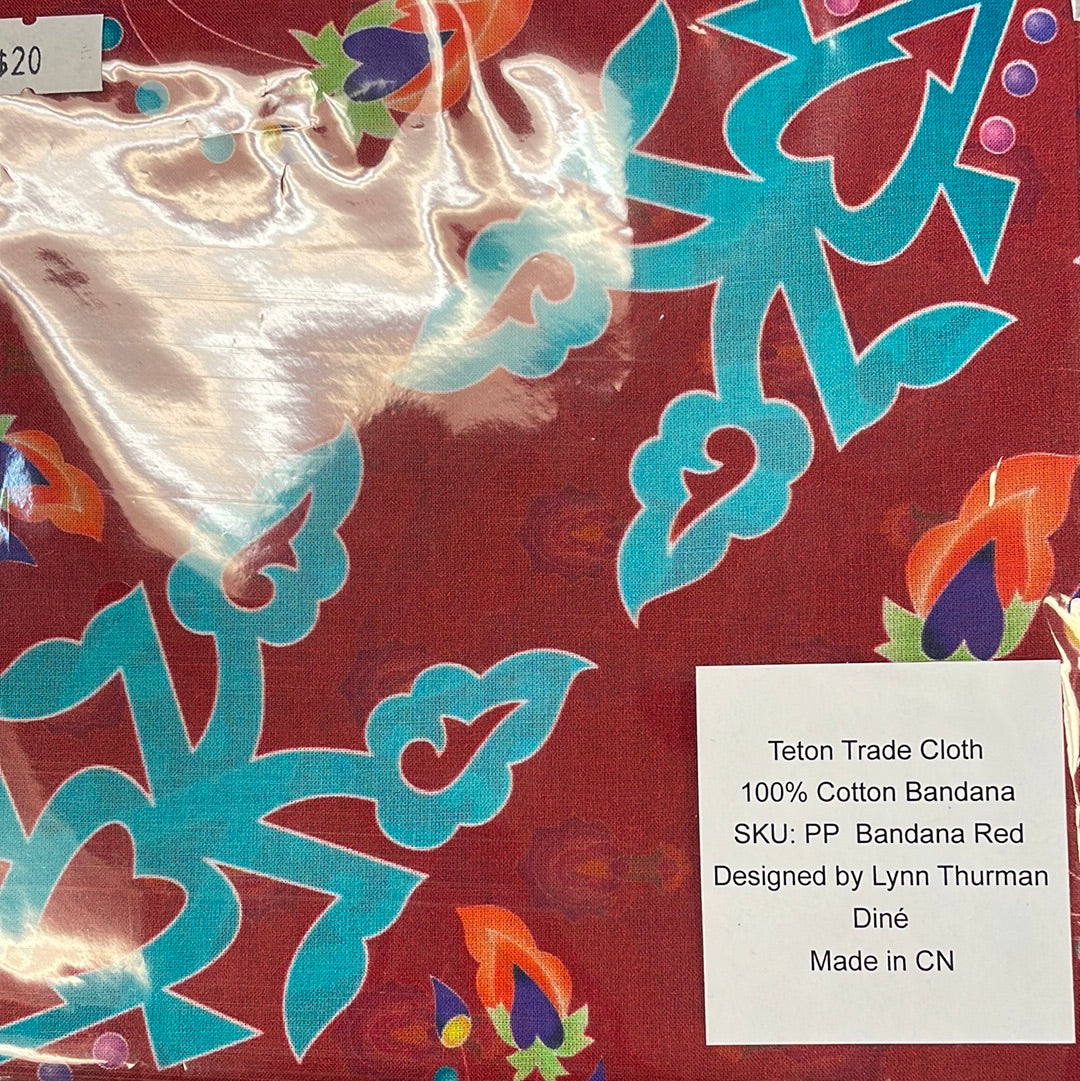 $20
Teton Trade Cloth
100% Cotton Bandana
SKU: PP Bandana Red
Designed by Lynn Thurman
Diné
Made in CN